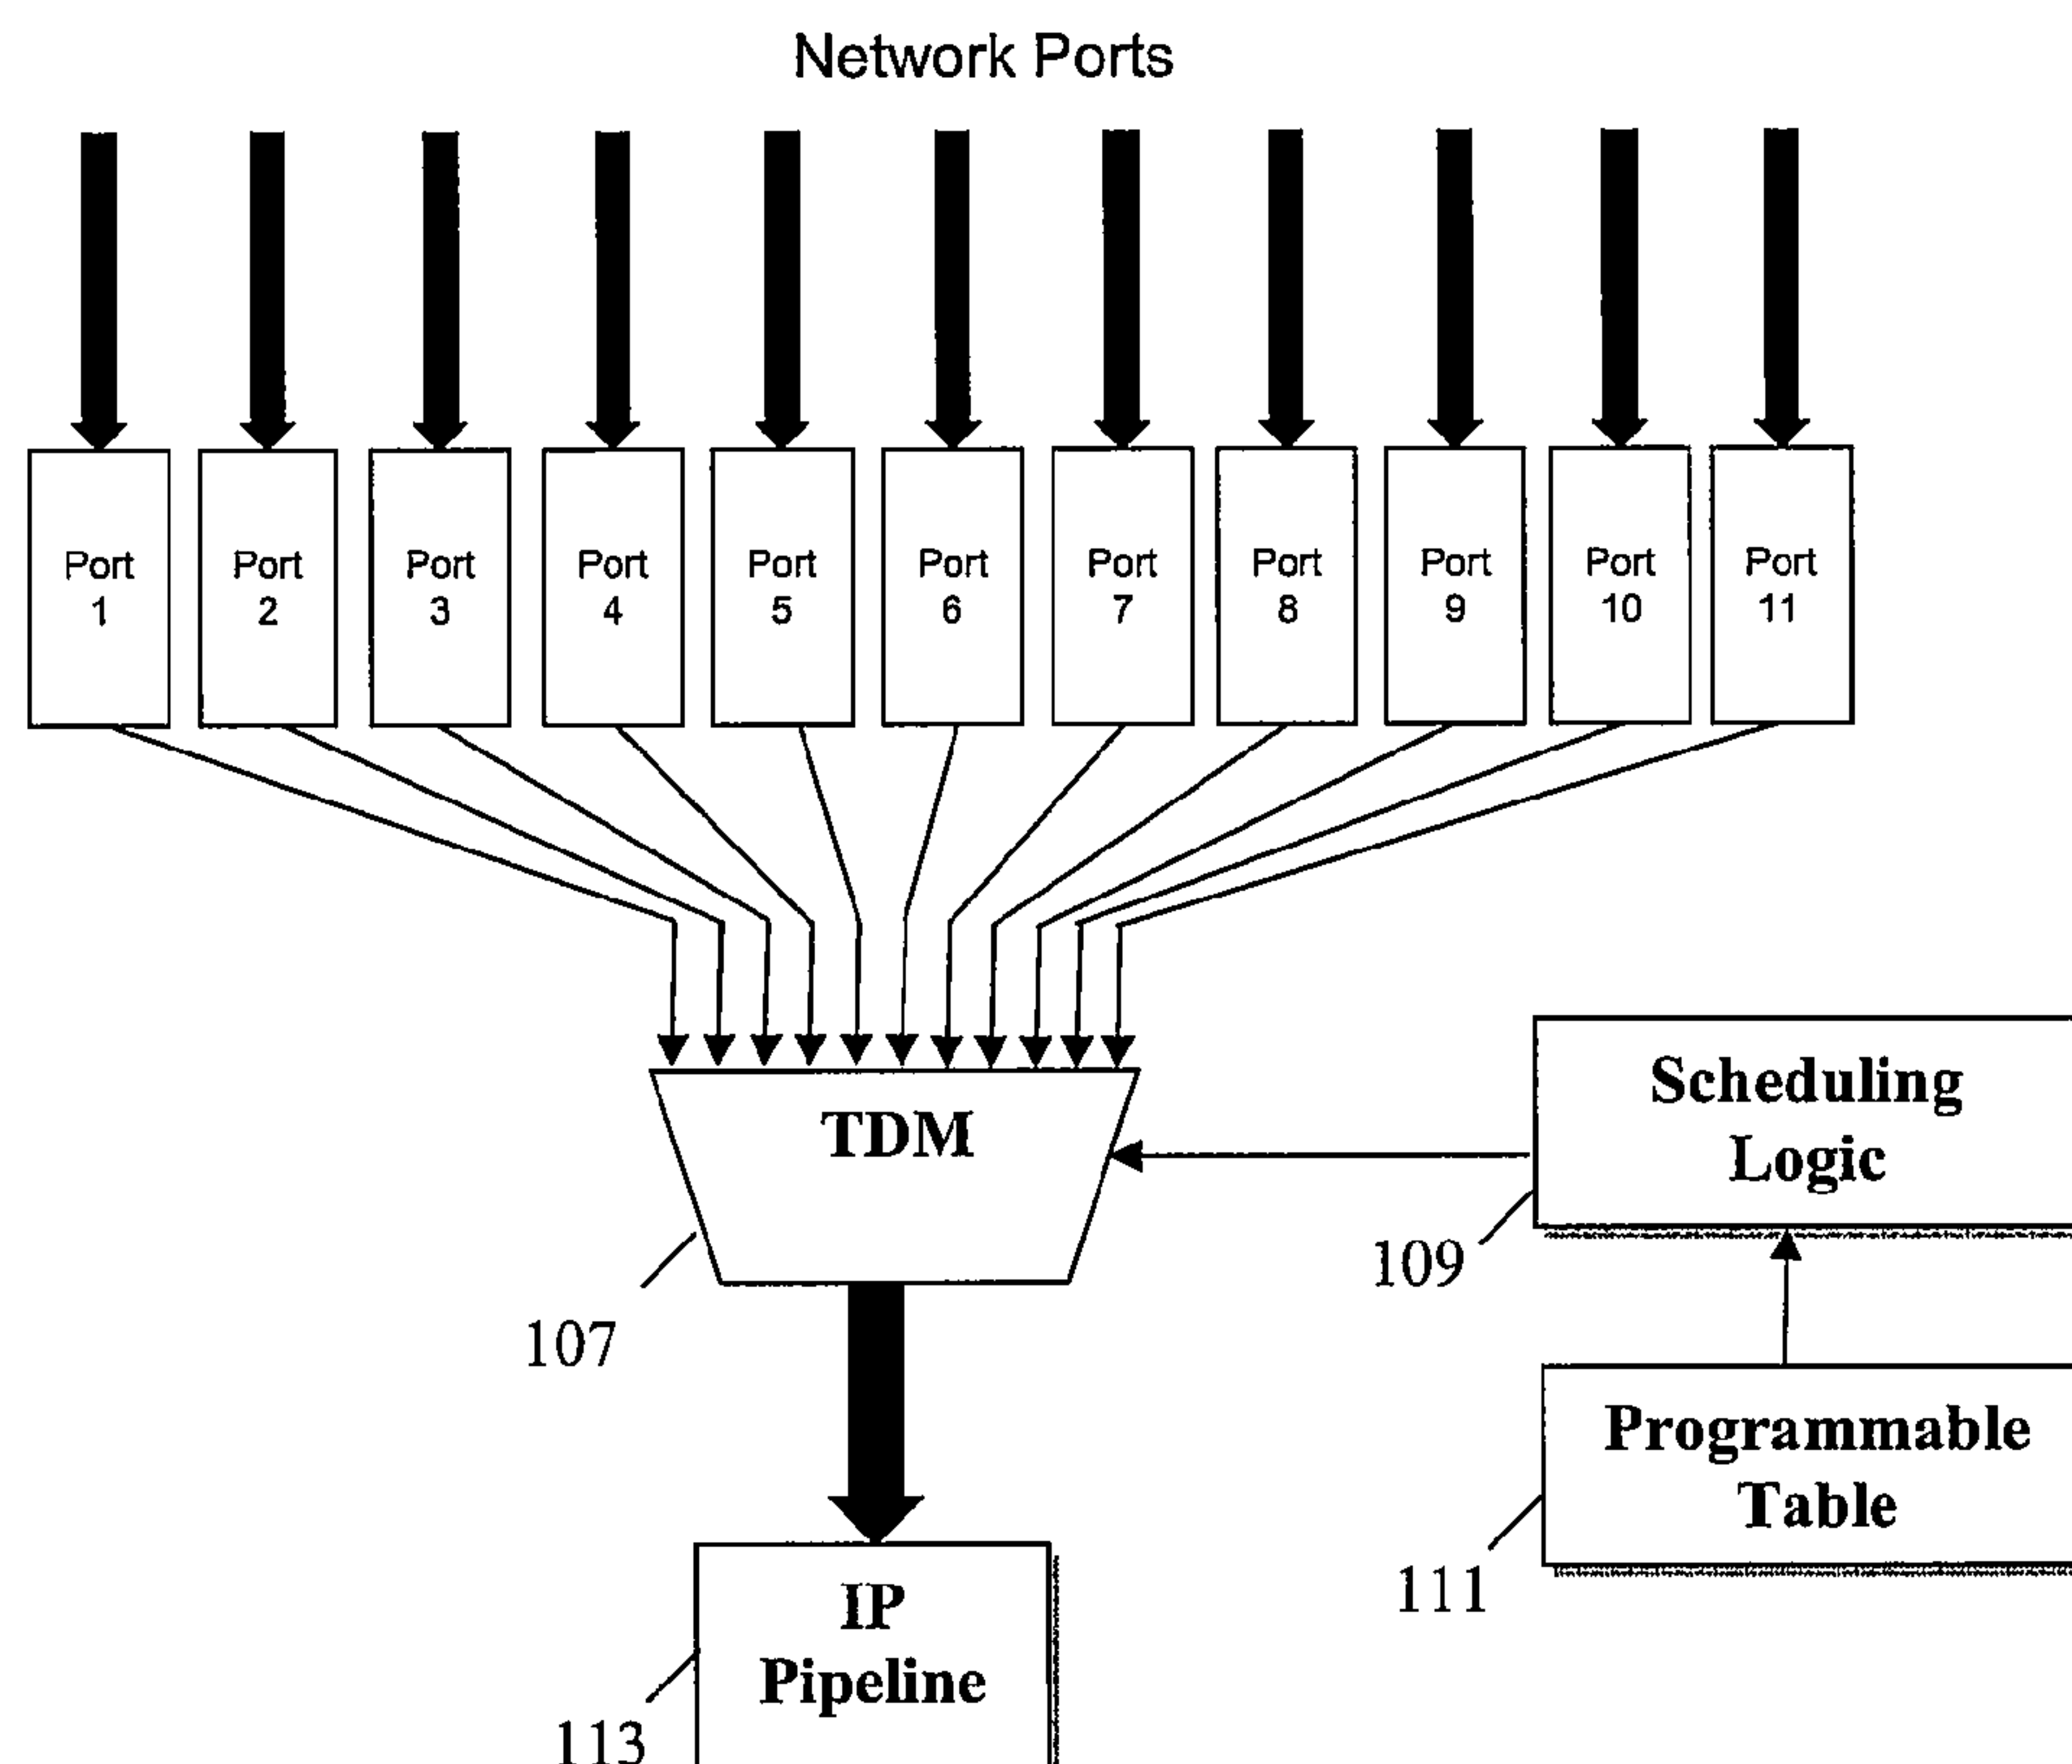 Network Ports
Port
1
Port
2
Port
3
Port
4
Port
5
Port
6
Port
7
Port
8
Port
9
Port
10
Port
11
TDM
Scheduling
Logic
109
107
Programmable
Table
111
IP
Pipeline
113